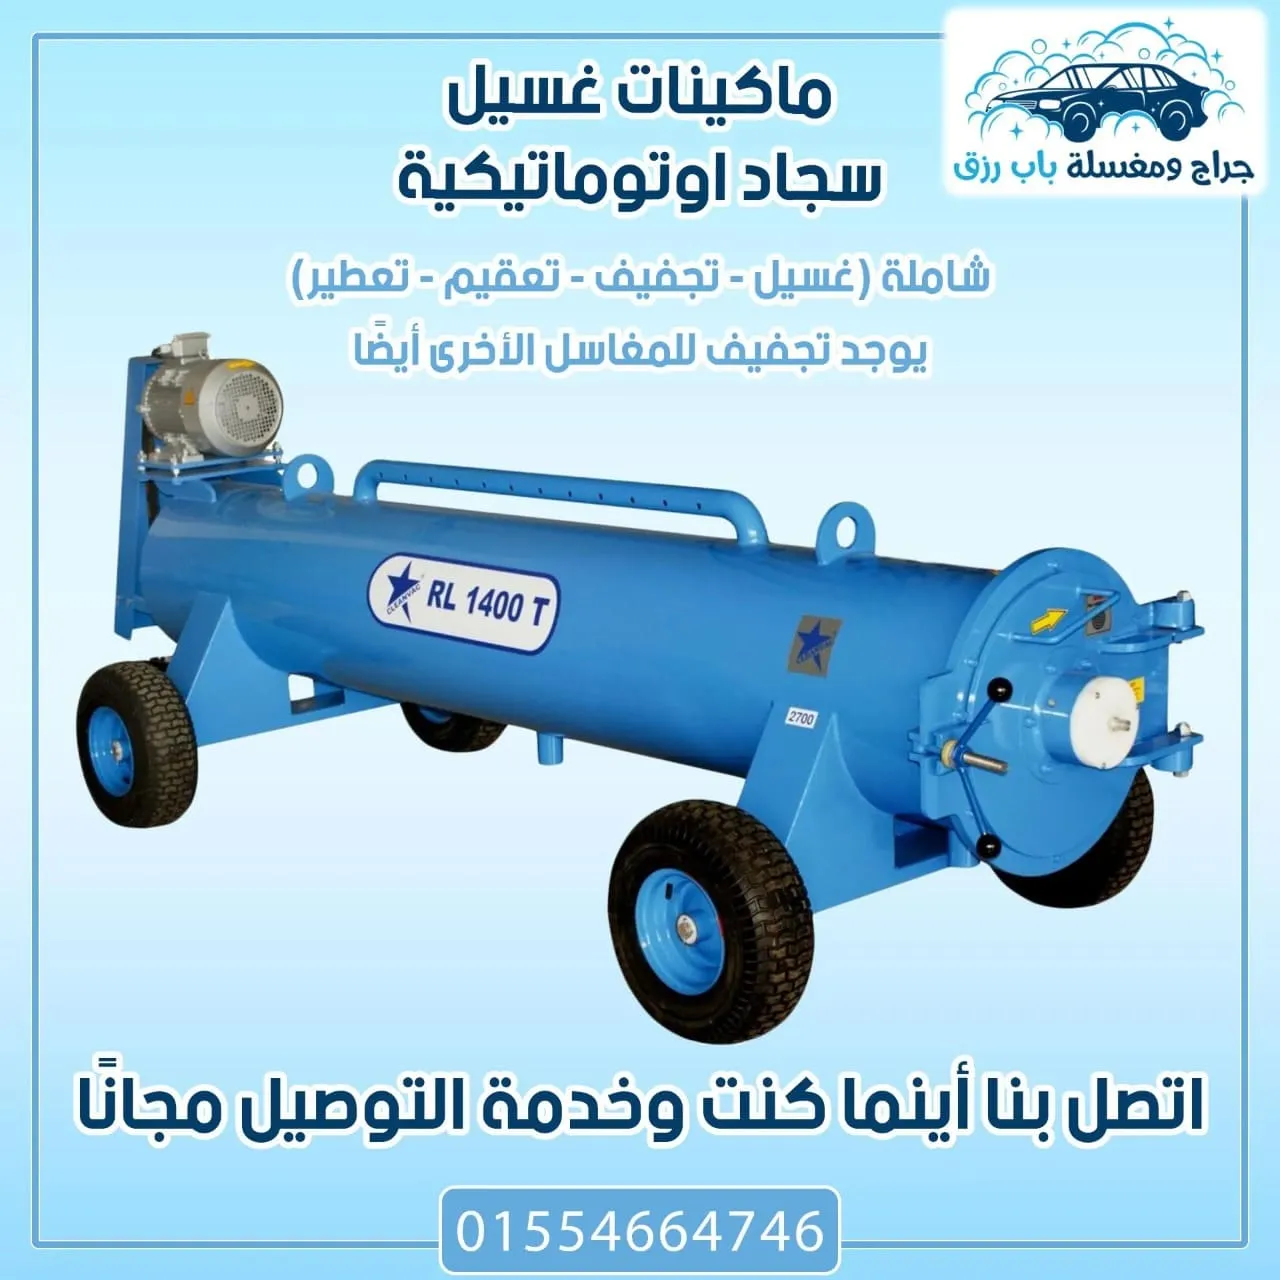 ماكينات غسيل
سجاد اوتوماتيكية
جراج ومغسلة باب رزق
شاملة (غسيل - تجفيف - تعقيم - تعطير)
يوجد تجفيف للمغاسل الأخرى أيضًا
CLEANVAC
RL 1400 T
CLEANVAC
2700
اتصل بنا أينما كنت وخدمة التوصيل مجانًا
01554664746